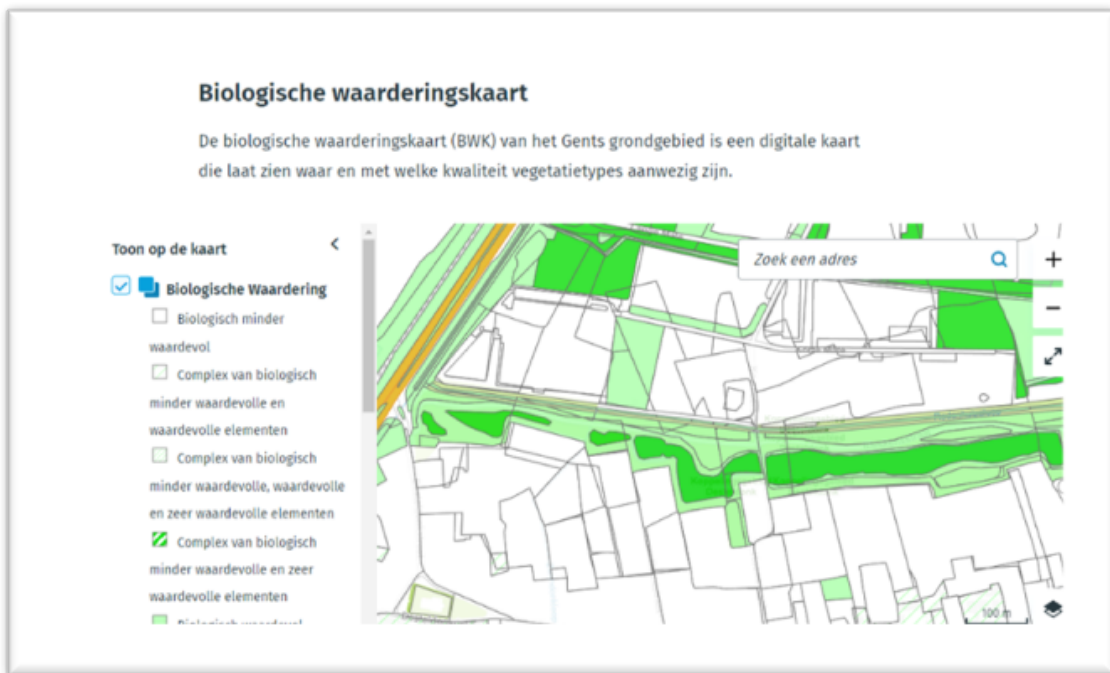 Biologische waarderingskaart
De biologische waarderingskaart (BWK) van het Gents grondgebied is een digitale kaart
die laat zien waar en met welke kwaliteit vegetatietypes aanwezig zijn.
Toon op de kaart
Biologische Waardering
Biologisch minder
waardevol
Complex van biologisch
minder waardevolle en
waardevolle elementen
Complex van biologisch
minder waardevolle, waardevolle
en zeer waardevolle elementen
Complex van biologisch
minder waardevolle en zeer
waardevolle elementen
Biologisch waardevol
Zoek een adres
100 m